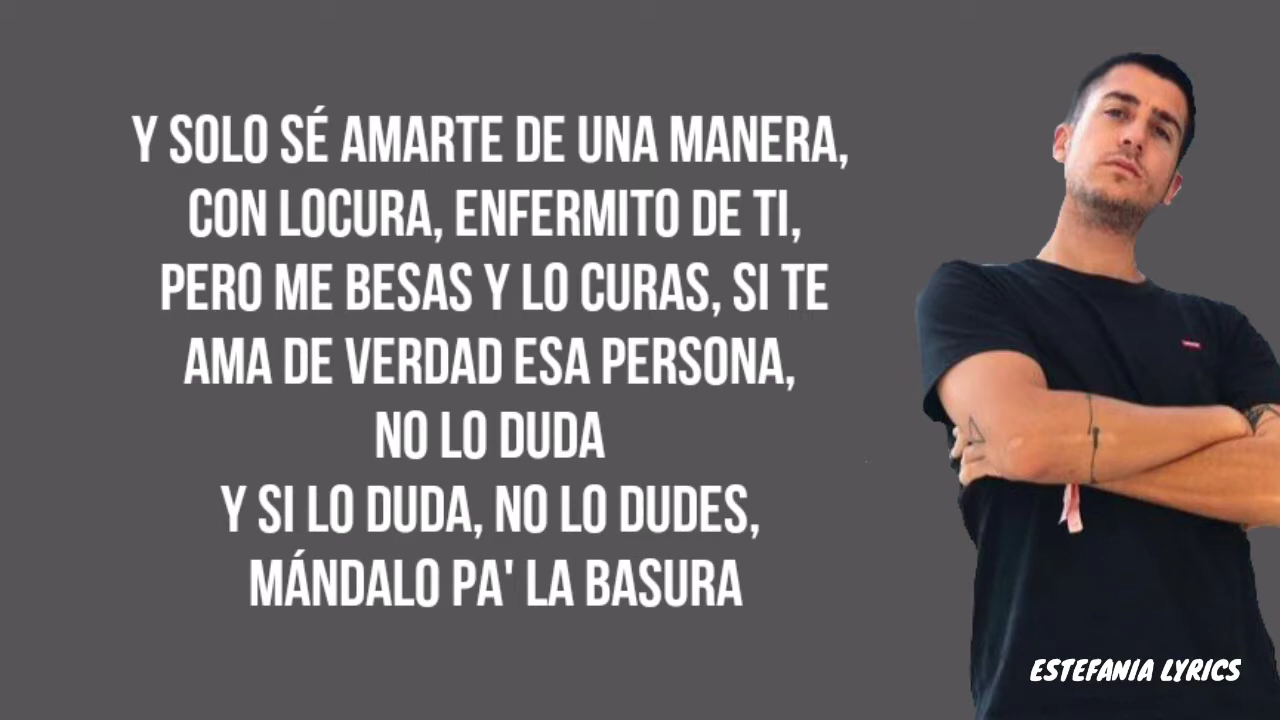 Y SOLO SÉ AMARTE DE UNA MANERA,
CON LOCURA, ENFERMITO DE TI,
PERO ME BESAS Y LO CURAS, SI TE
AMA DE VERDAD ESA PERSONA,
NO LO DUDA
Y SI LO DUDA, NO LO DUDES,
MÁNDALO PA' LA BASURA
ESTEFANIA LYRICS